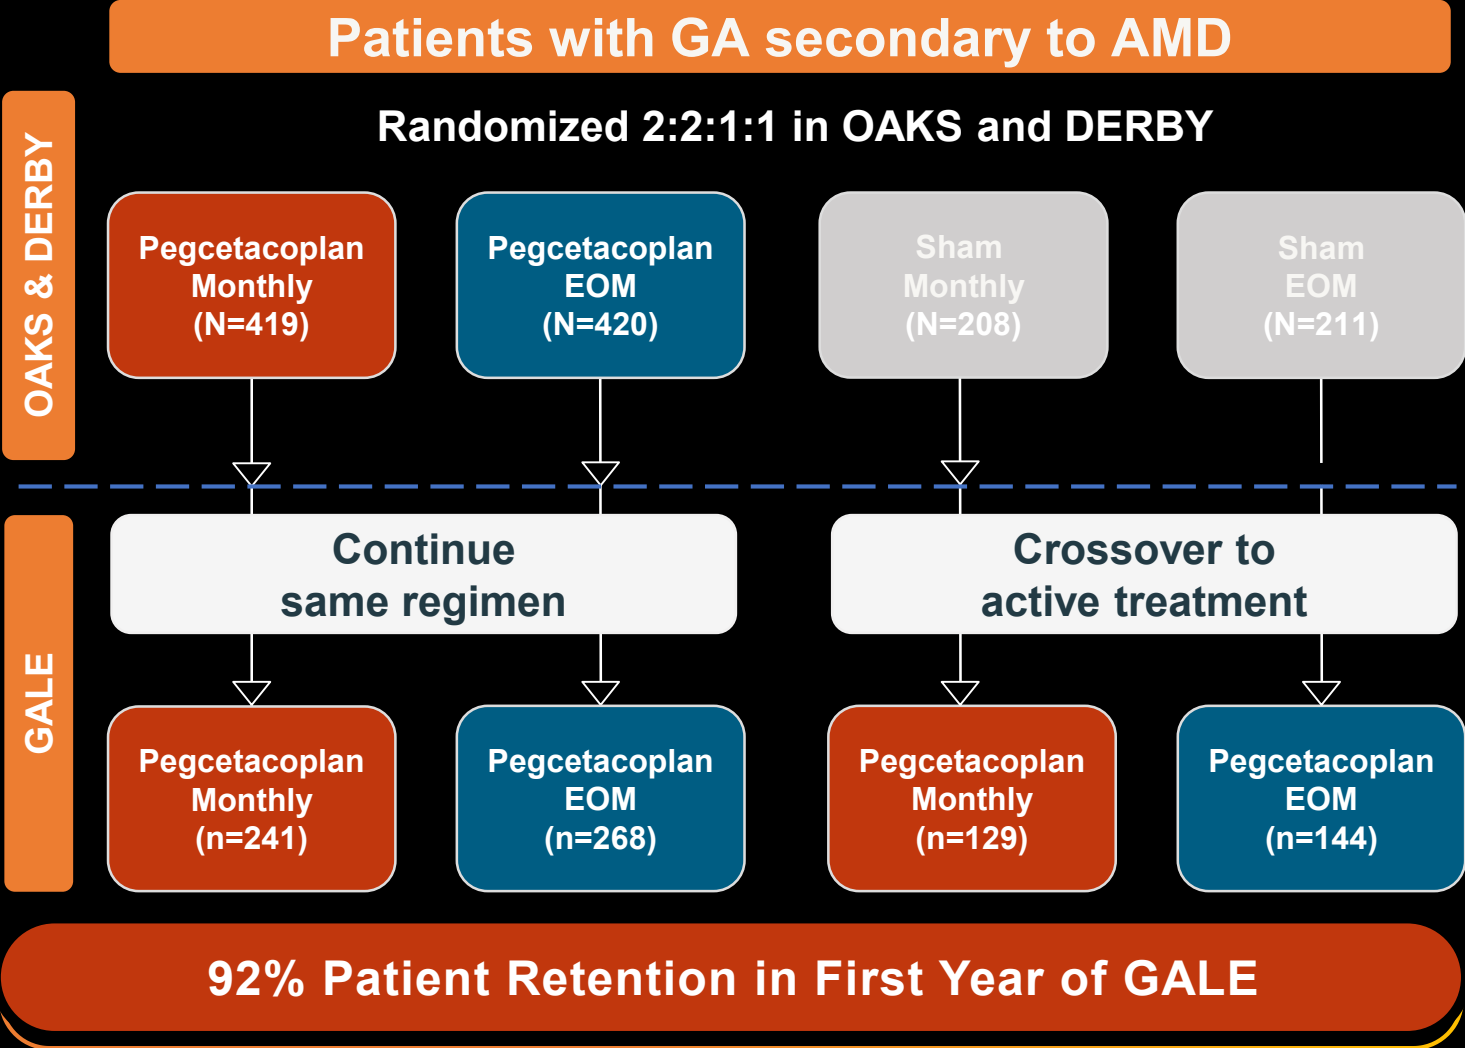 Patients with GA secondary to AMD
OAKS & DERBY
Randomized 2:2:1:1 in OAKS and DERBY
Pegcetacoplan
Monthly
(N=419)
Pegcetacoplan
EOM
(N=420)
Sham
Monthly
(N=208)
Sham
EOM
(N=211)
GALE
Continue
same regimen
Crossover to
active treatment
Pegcetacoplan
Monthly
(n=241)
Pegcetacoplan
EOM
(n=268)
Pegcetacoplan
Monthly
(n=129)
Pegcetacoplan
EOM
(n=144)
92% Patient Retention in First Year of GALE